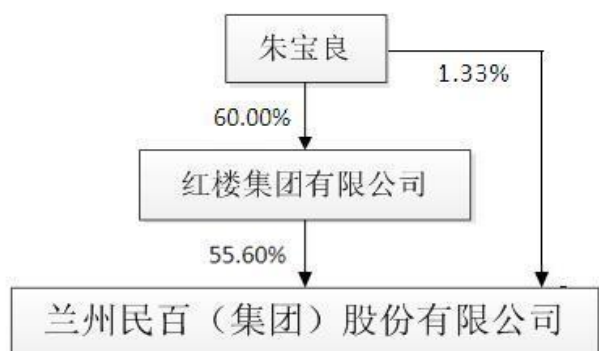 朱宝良
1.33%
60.00%
红楼集团有限公司
55.60%
兰州民百（集团）股份有限公司